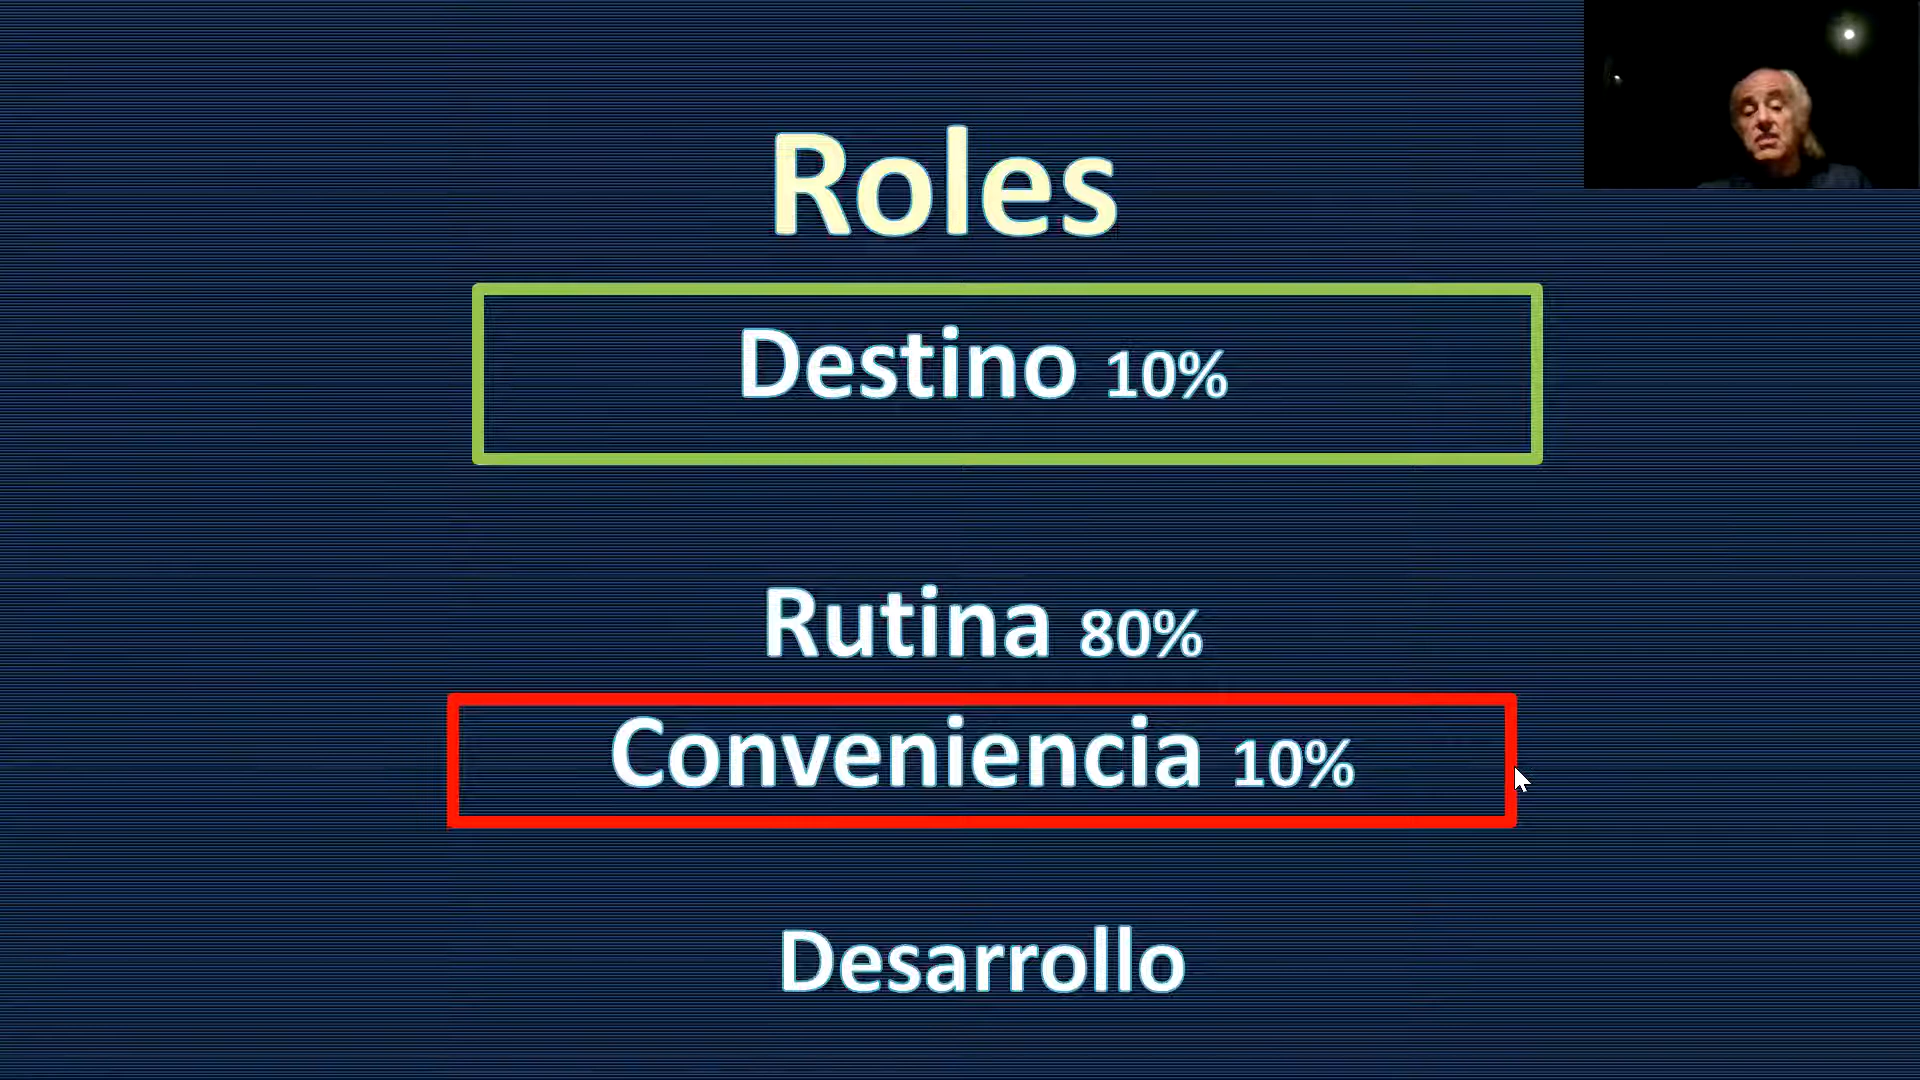 Roles
Destino 10%
Rutina 80%
Conveniencia 10%
Desarrollo